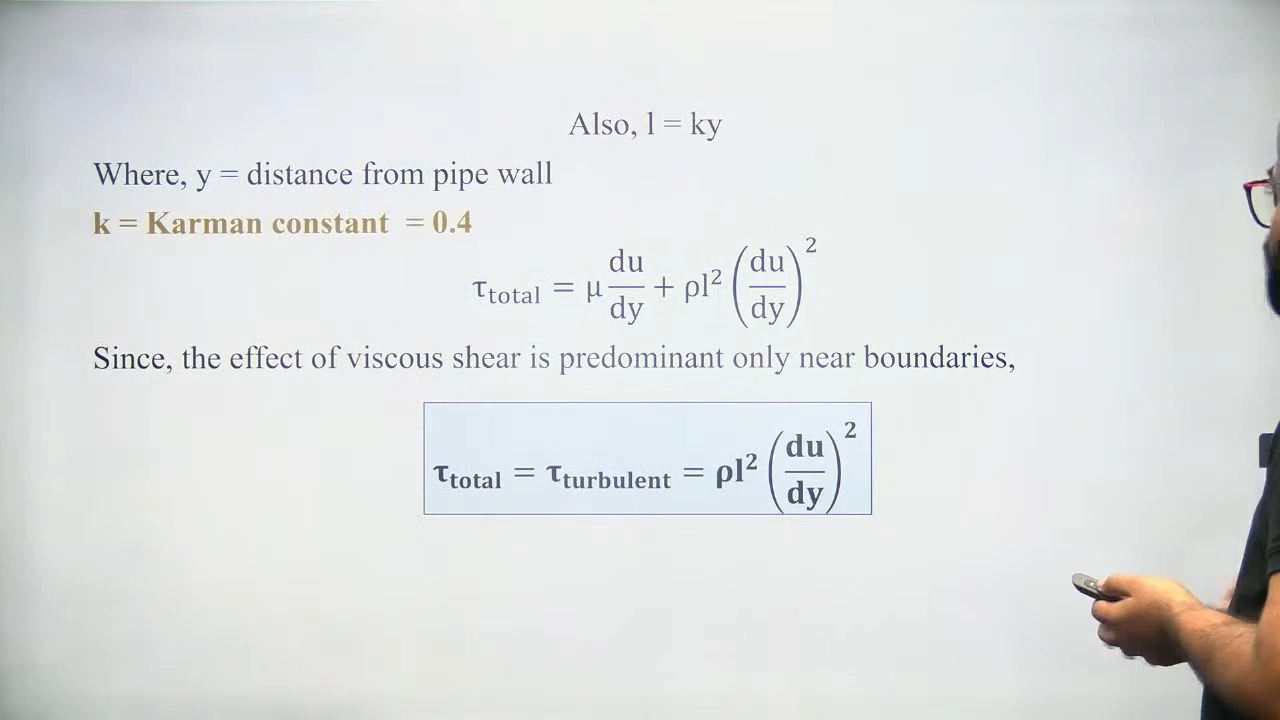 Also, l = ky
Where, y = distance from pipe wall
k = Karman constant = 0.4
τ_total = μ du/dy + ρl² (du/dy)²
Since, the effect of viscous shear is predominant only near boundaries,
τ_total = τ_turbulent = ρl² (du/dy)²